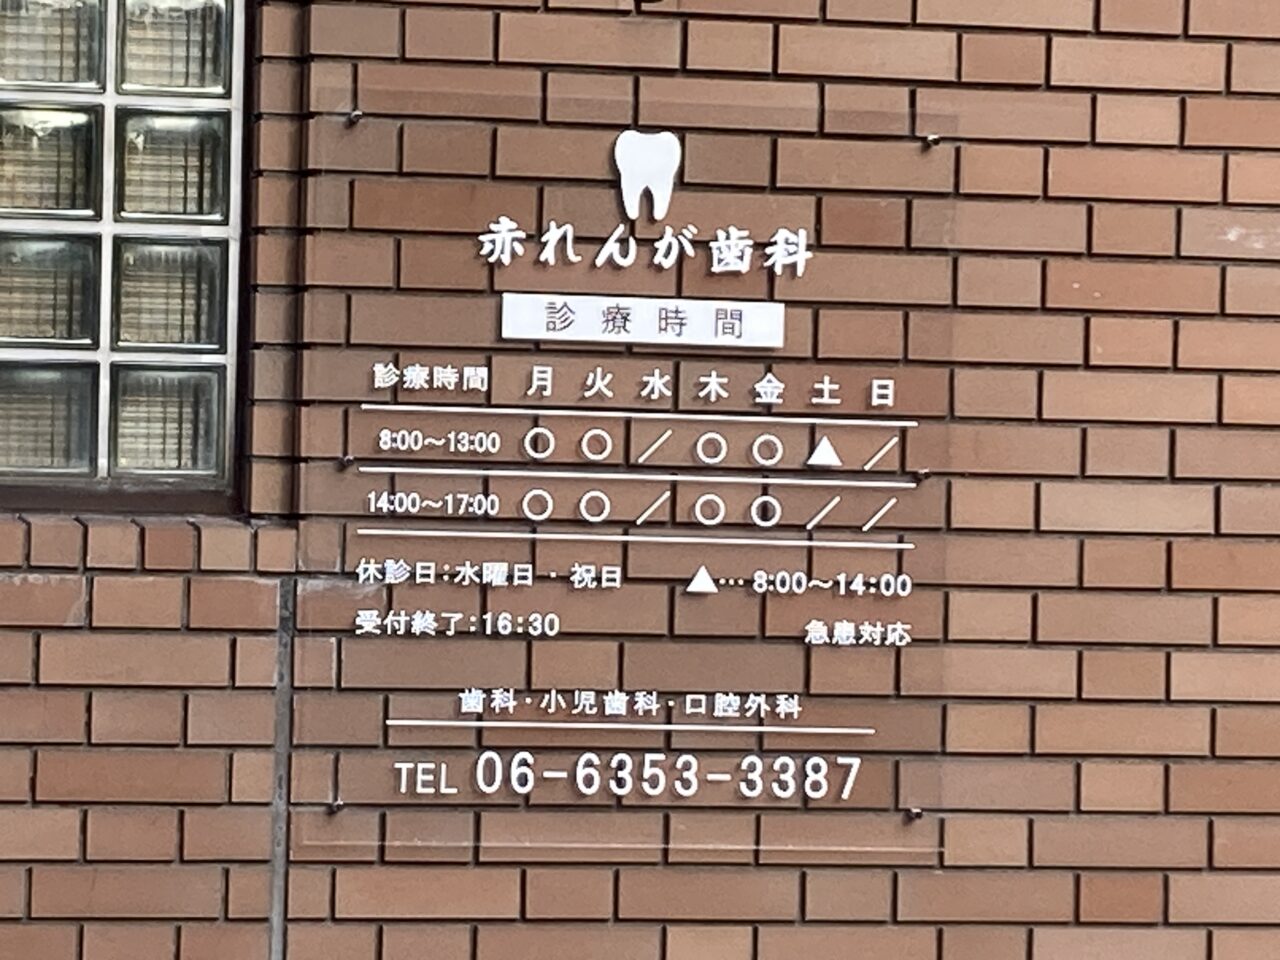 赤れんが歯科
診療時間
診療時間 月 火 水 木 金 土 日
8:00〜13:00 ○ ○ ／ ○ ○ ▲ ／
14:00〜17:00 ○ ○ ／ ○ ○ ／ ／
休診日：水曜日・祝日 ▲… 8:00〜14:00
受付終了：16:30 急患対応
歯科・小児歯科・口腔外科
TEL 06-6353-3387